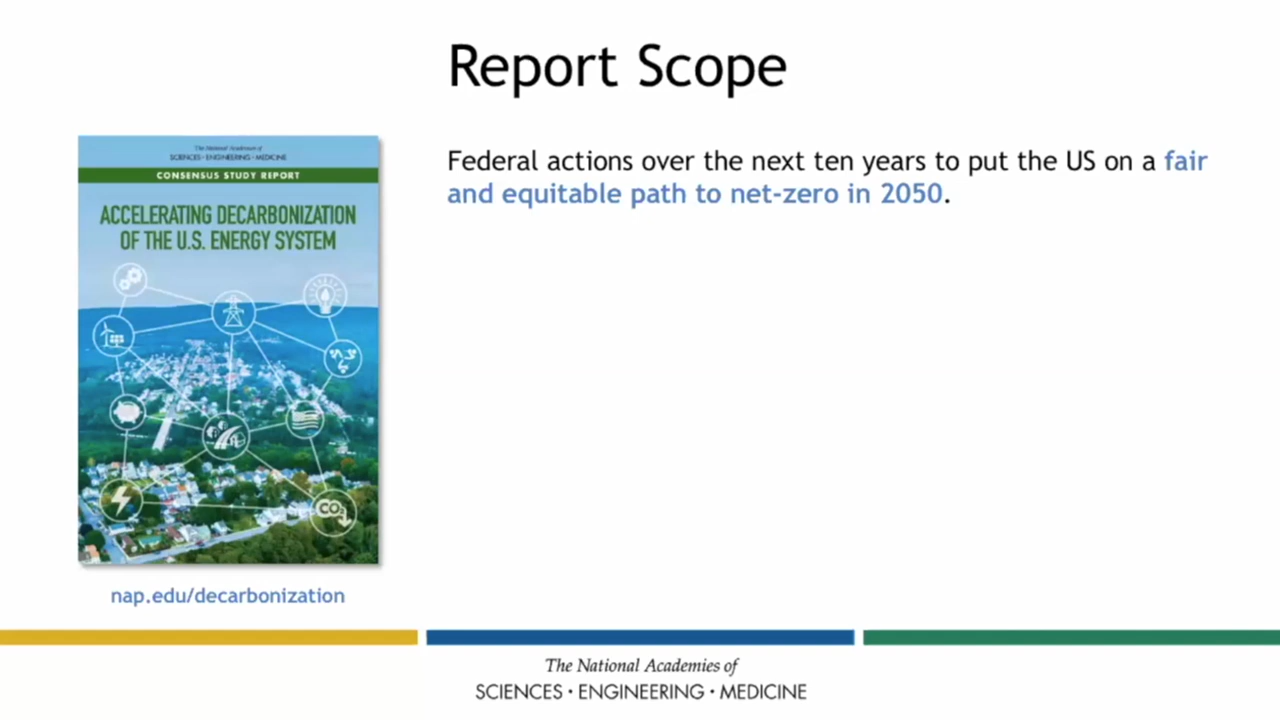 Report Scope
The National Academies of
SCIENCES · ENGINEERING · MEDICINE
CONSENSUS STUDY REPORT
ACCELERATING DECARBONIZATION
OF THE U.S. ENERGY SYSTEM
CO₂
nap.edu/decarbonization
Federal actions over the next ten years to put the US on a fair
and equitable path to net-zero in 2050.
The National Academies of
SCIENCES · ENGINEERING · MEDICINE